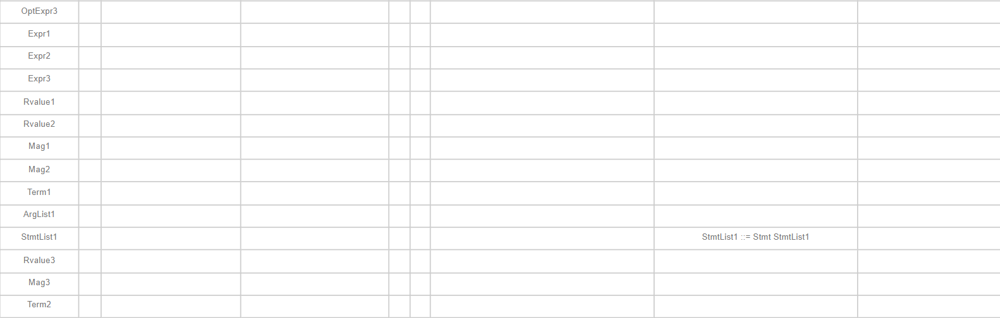 OptExpr3
Expr1
Expr2
Expr3
Rvalue1
Rvalue2
Mag1
Mag2
Term1
ArgList1
StmtList1 StmtList1 ::= Stmt StmtList1
Rvalue3
Mag3
Term2